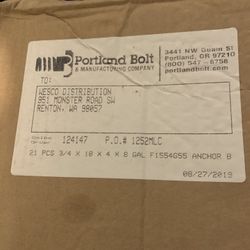 Portland Bolt
& MANUFACTURING COMPANY
3441 NW Guam St
Portland, OR 97210
(800) 547-6758
portlandbolt.com
TO:
WESCO DISTRIBUTION
951 MONSTER ROAD SW
RENTON, WA 98057
124147 P.O.# 1252MLC
21 PCS 3/4 X 18 X 4 X 8 GAL F1554G55 ANCHOR B
08/27/2019